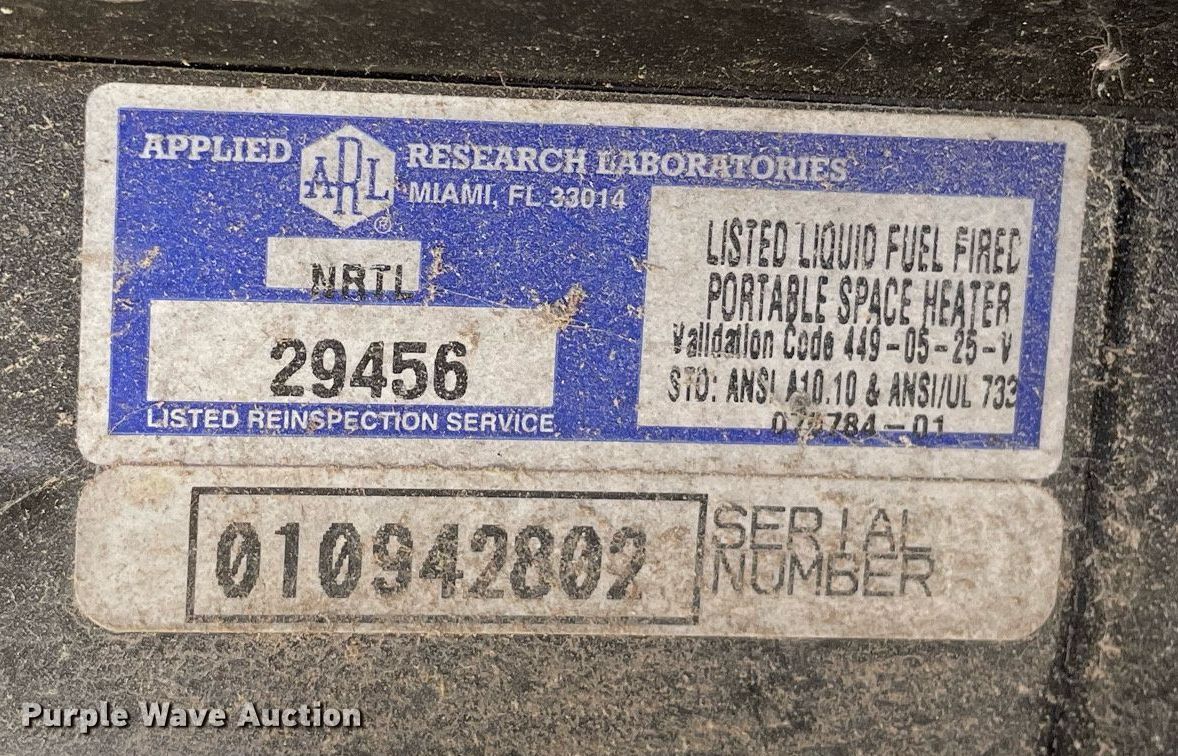 APPLIED ARL RESEARCH LABORATORIES
®
MIAMI, FL 33014
NRTL
29456
LISTED REINSPECTION SERVICE
LISTED LIQUID FUEL FIRED
PORTABLE SPACE HEATER
Validation Code 449-05-25-V
STD: ANSI A10.10 & ANSI/UL 733
010942802
SERIAL
NUMBER
Purple Wave Auction